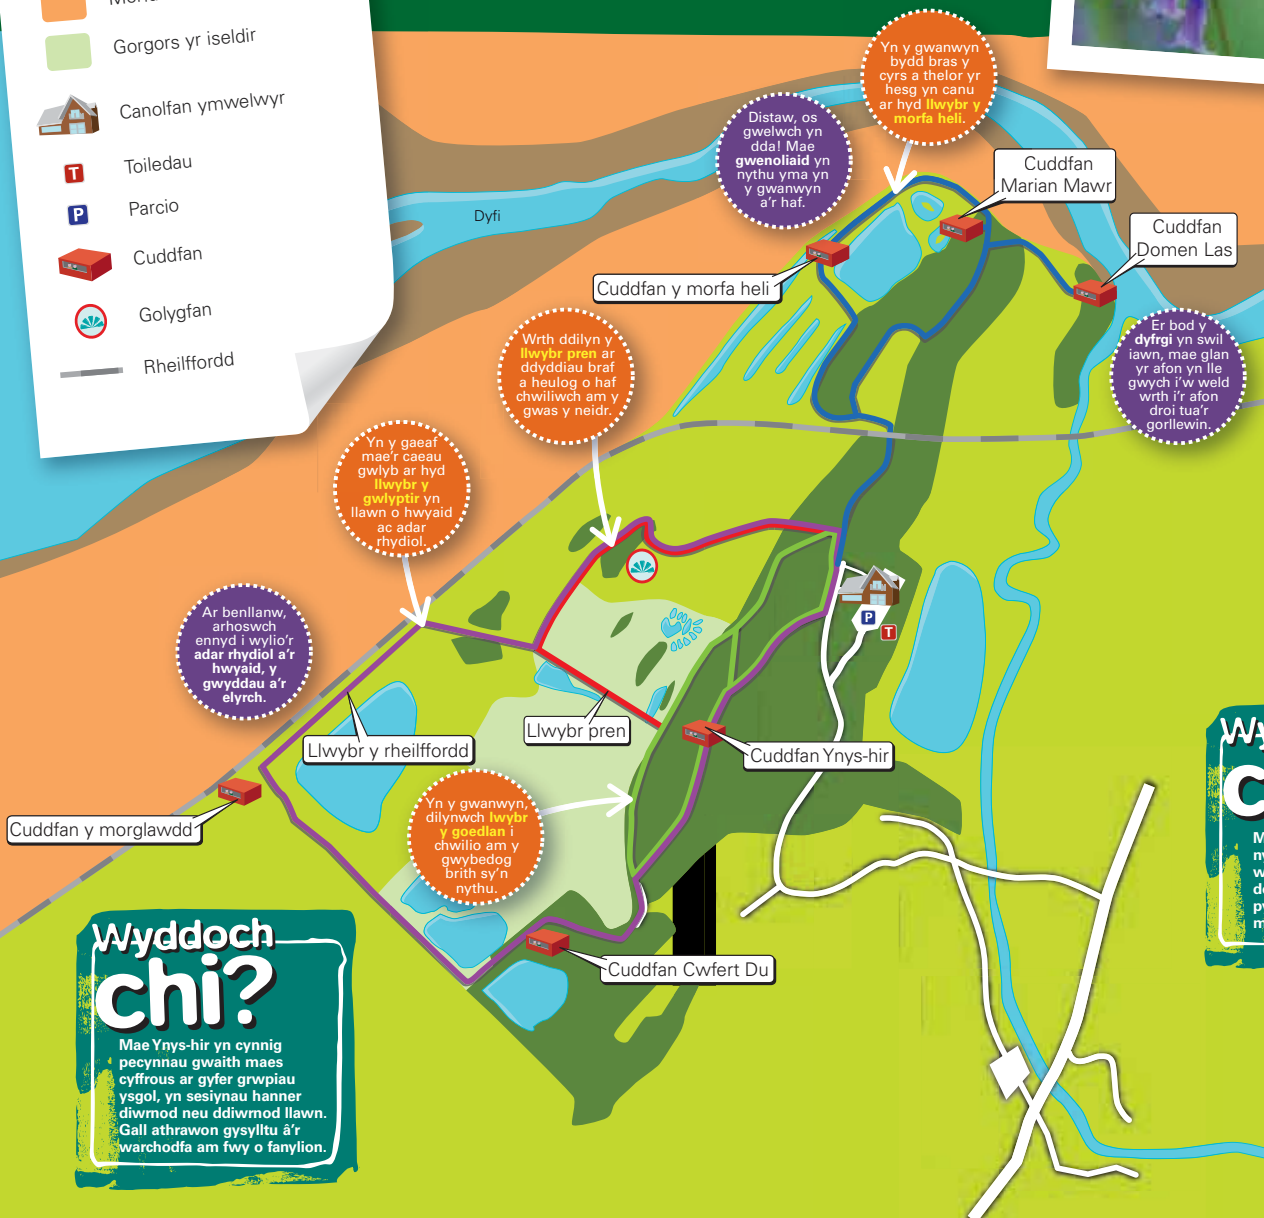 Gorgors yr iseldir
Canolfan ymwelwyr
T
Toiledau
P
Parcio
Cuddfan
Golygfan
Rheilffordd
Dyfi
Yn y gwanwyn
bydd bras y
cyrs a thelor yr
hesg yn canu
ar hyd llwybr y
morfa heli.
Distaw, os
gwelwch yn
dda! Mae
gwenoliaid yn
nythu yma yn
y gwanwyn
a'r haf.
Cuddfan
Marian Mawr
Cuddfan
Domen Las
Cuddfan y morfa heli
Er bod y
dyfrgi yn swil
iawn, mae glan
yr afon yn lle
gwych i'w weld
wrth i'r afon
droi tua'r
gorllewin.
Wrth ddilyn y
llwybr pren ar
ddyddiau braf
a heulog o haf
chwiliwch am y
gwas y neidr.
Yn y gaeaf
mae'r caeau
gwlyb ar hyd
llwybr y
gwlyptir yn
llawn o hwyaid
ac adar
rhydiol.
Ar benllanw,
arhoswch
ennyd i wylio'r
adar rhydiol a'r
hwyaid, y
gwyddau a'r
elyrch.
P
T
Llwybr pren
Llwybr y rheilffordd
Cuddfan Ynys-hir
Cuddfan y morglawdd
Yn y gwanwyn,
dilynwch lwybr
y goedlan i
chwilio am y
gwybedog
brith sy'n
nythu.
Cuddfan Cwfert Du
Wyddoch
chi?
Mae Ynys-hir yn cynnig
pecynnau gwaith maes
cyffrous ar gyfer grwpiau
ysgol, yn sesiynau hanner
diwrnod neu ddiwrnod llawn.
Gall athrawon gysylltu â'r
warchodfa am fwy o fanylion.